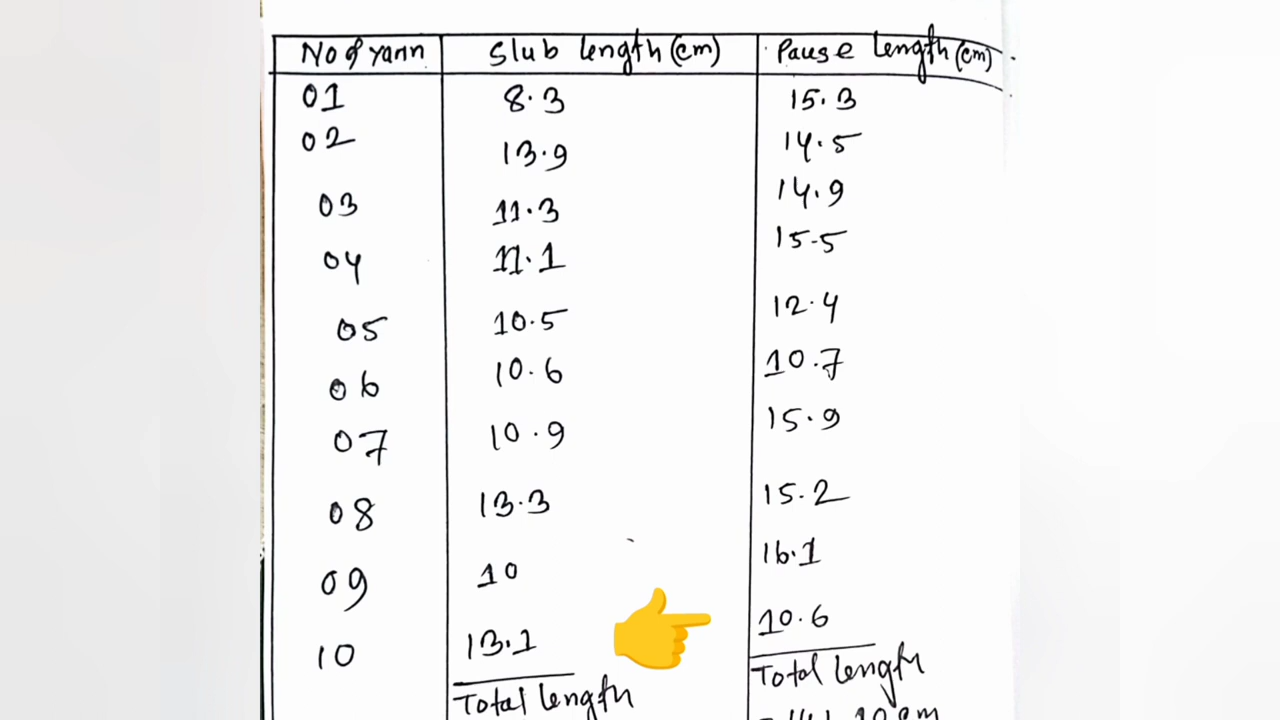 No of yarn Slub length (cm) Pause length (cm)
01 8.3 15.3
02 13.9 14.5
03 11.3 14.9
04 11.1 15.5
05 10.5 12.4
06 10.6 10.7
07 10.9 15.9
08 13.3 15.2
09 10 16.1
10 13.1 10.6
Total length Total length